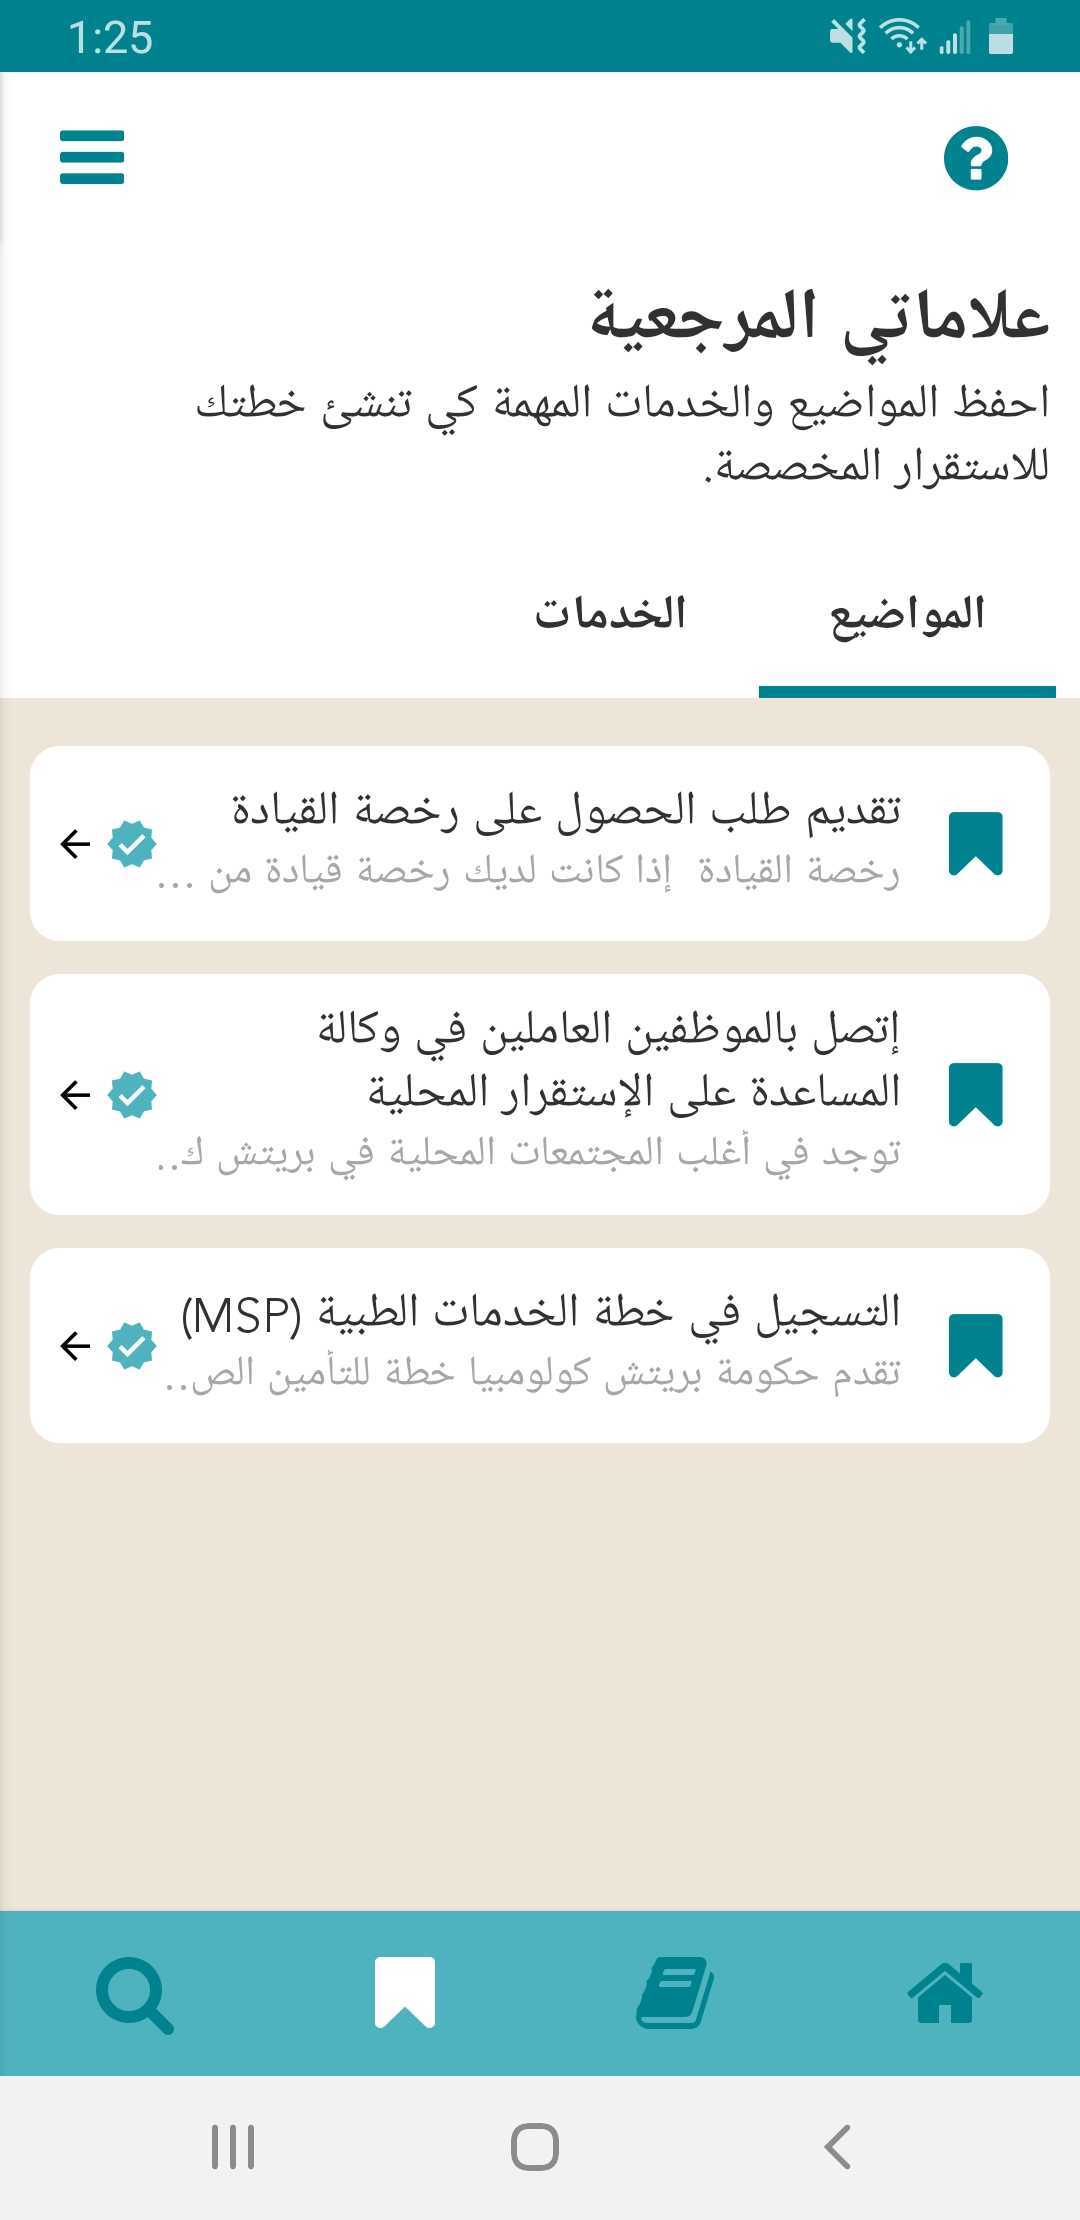 1:25
علاماتي المرجعية
احفظ المواضيع والخدمات المهمة كي تنشئ خطتك
للاستقرار المخصصة.
المواضيع
الخدمات
تقديم طلب الحصول على رخصة القيادة
رخصة القيادة  إذا كانت لديك رخصة قيادة من ...
إتصل بالموظفين العاملين في وكالة
المساعدة على الإستقرار المحلية
توجد في أغلب المجتمعات المحلية في بريتش ك..
التسجيل في خطة الخدمات الطبية (MSP)
تقدم حكومة بريتش كولومبيا خطة للتأمين الص..